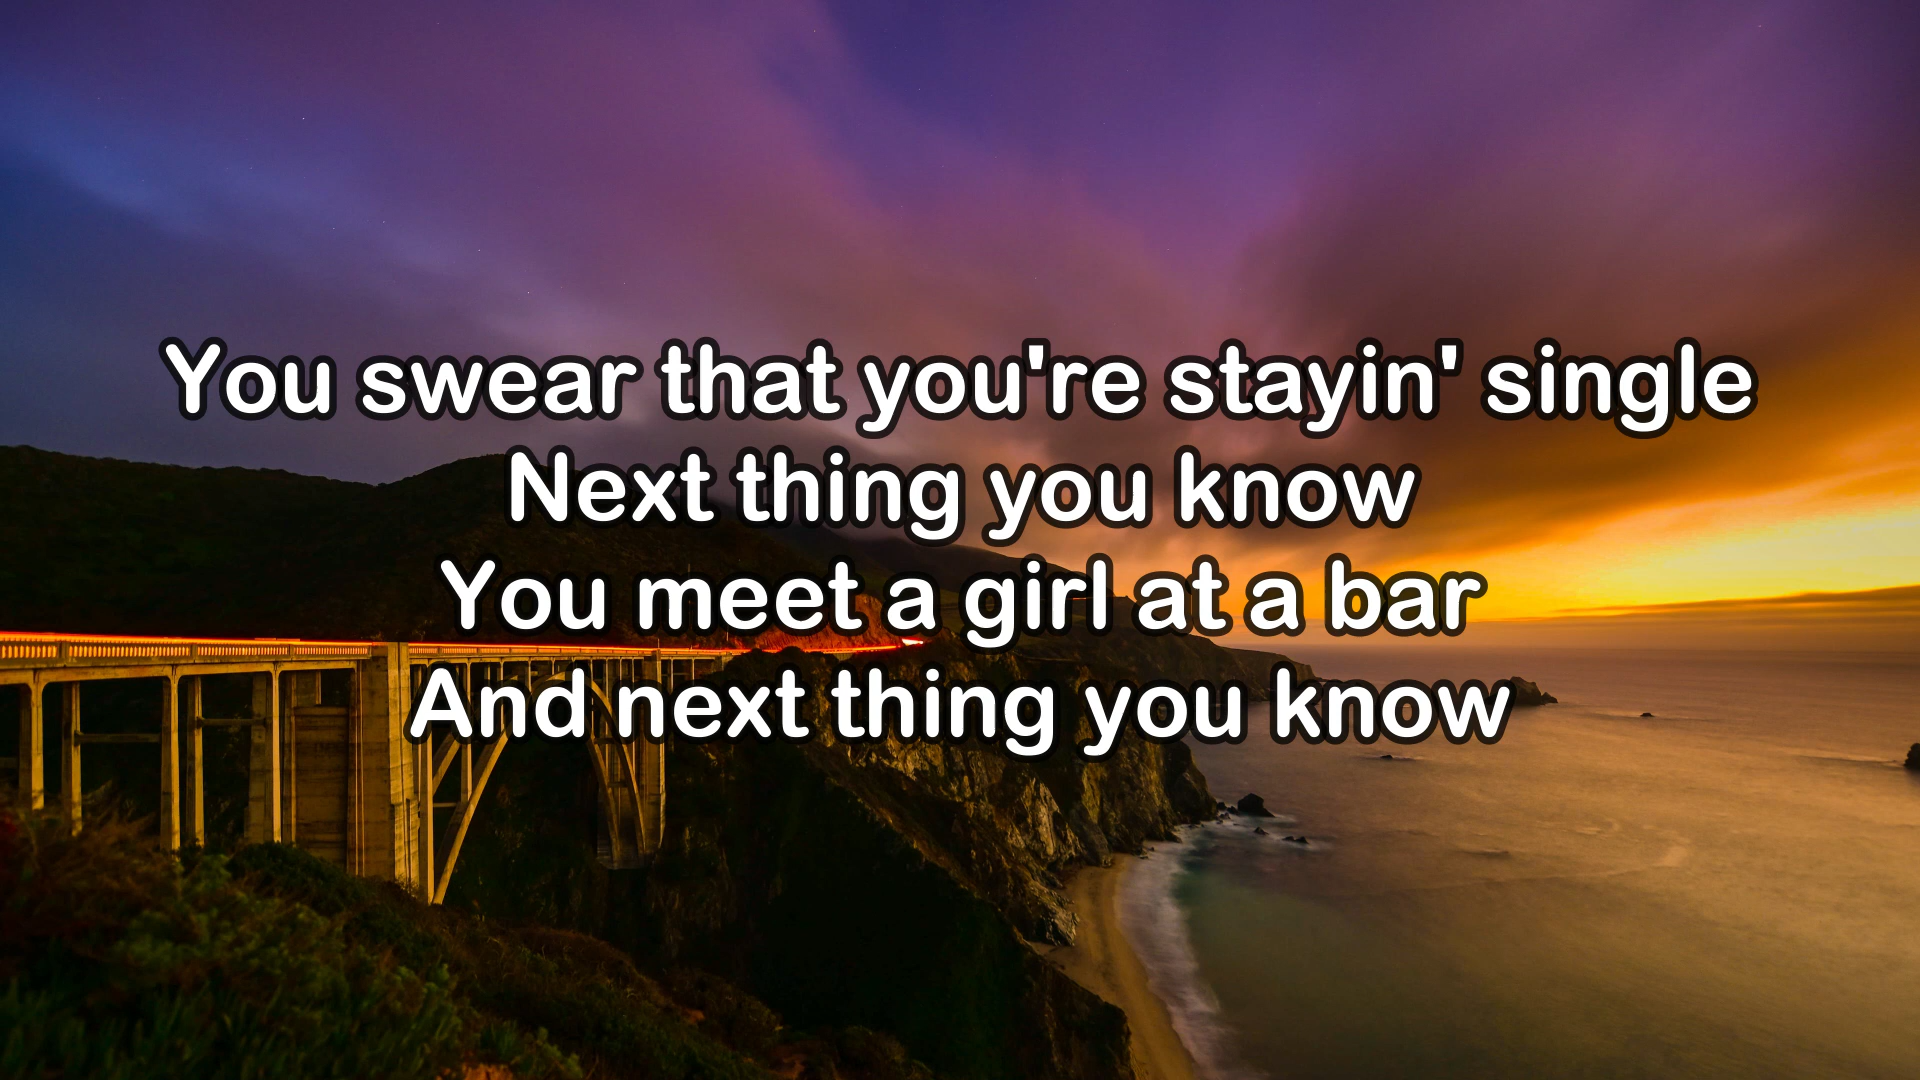 You swear that you're stayin' single
Next thing you know
You meet a girl at a bar
And next thing you know